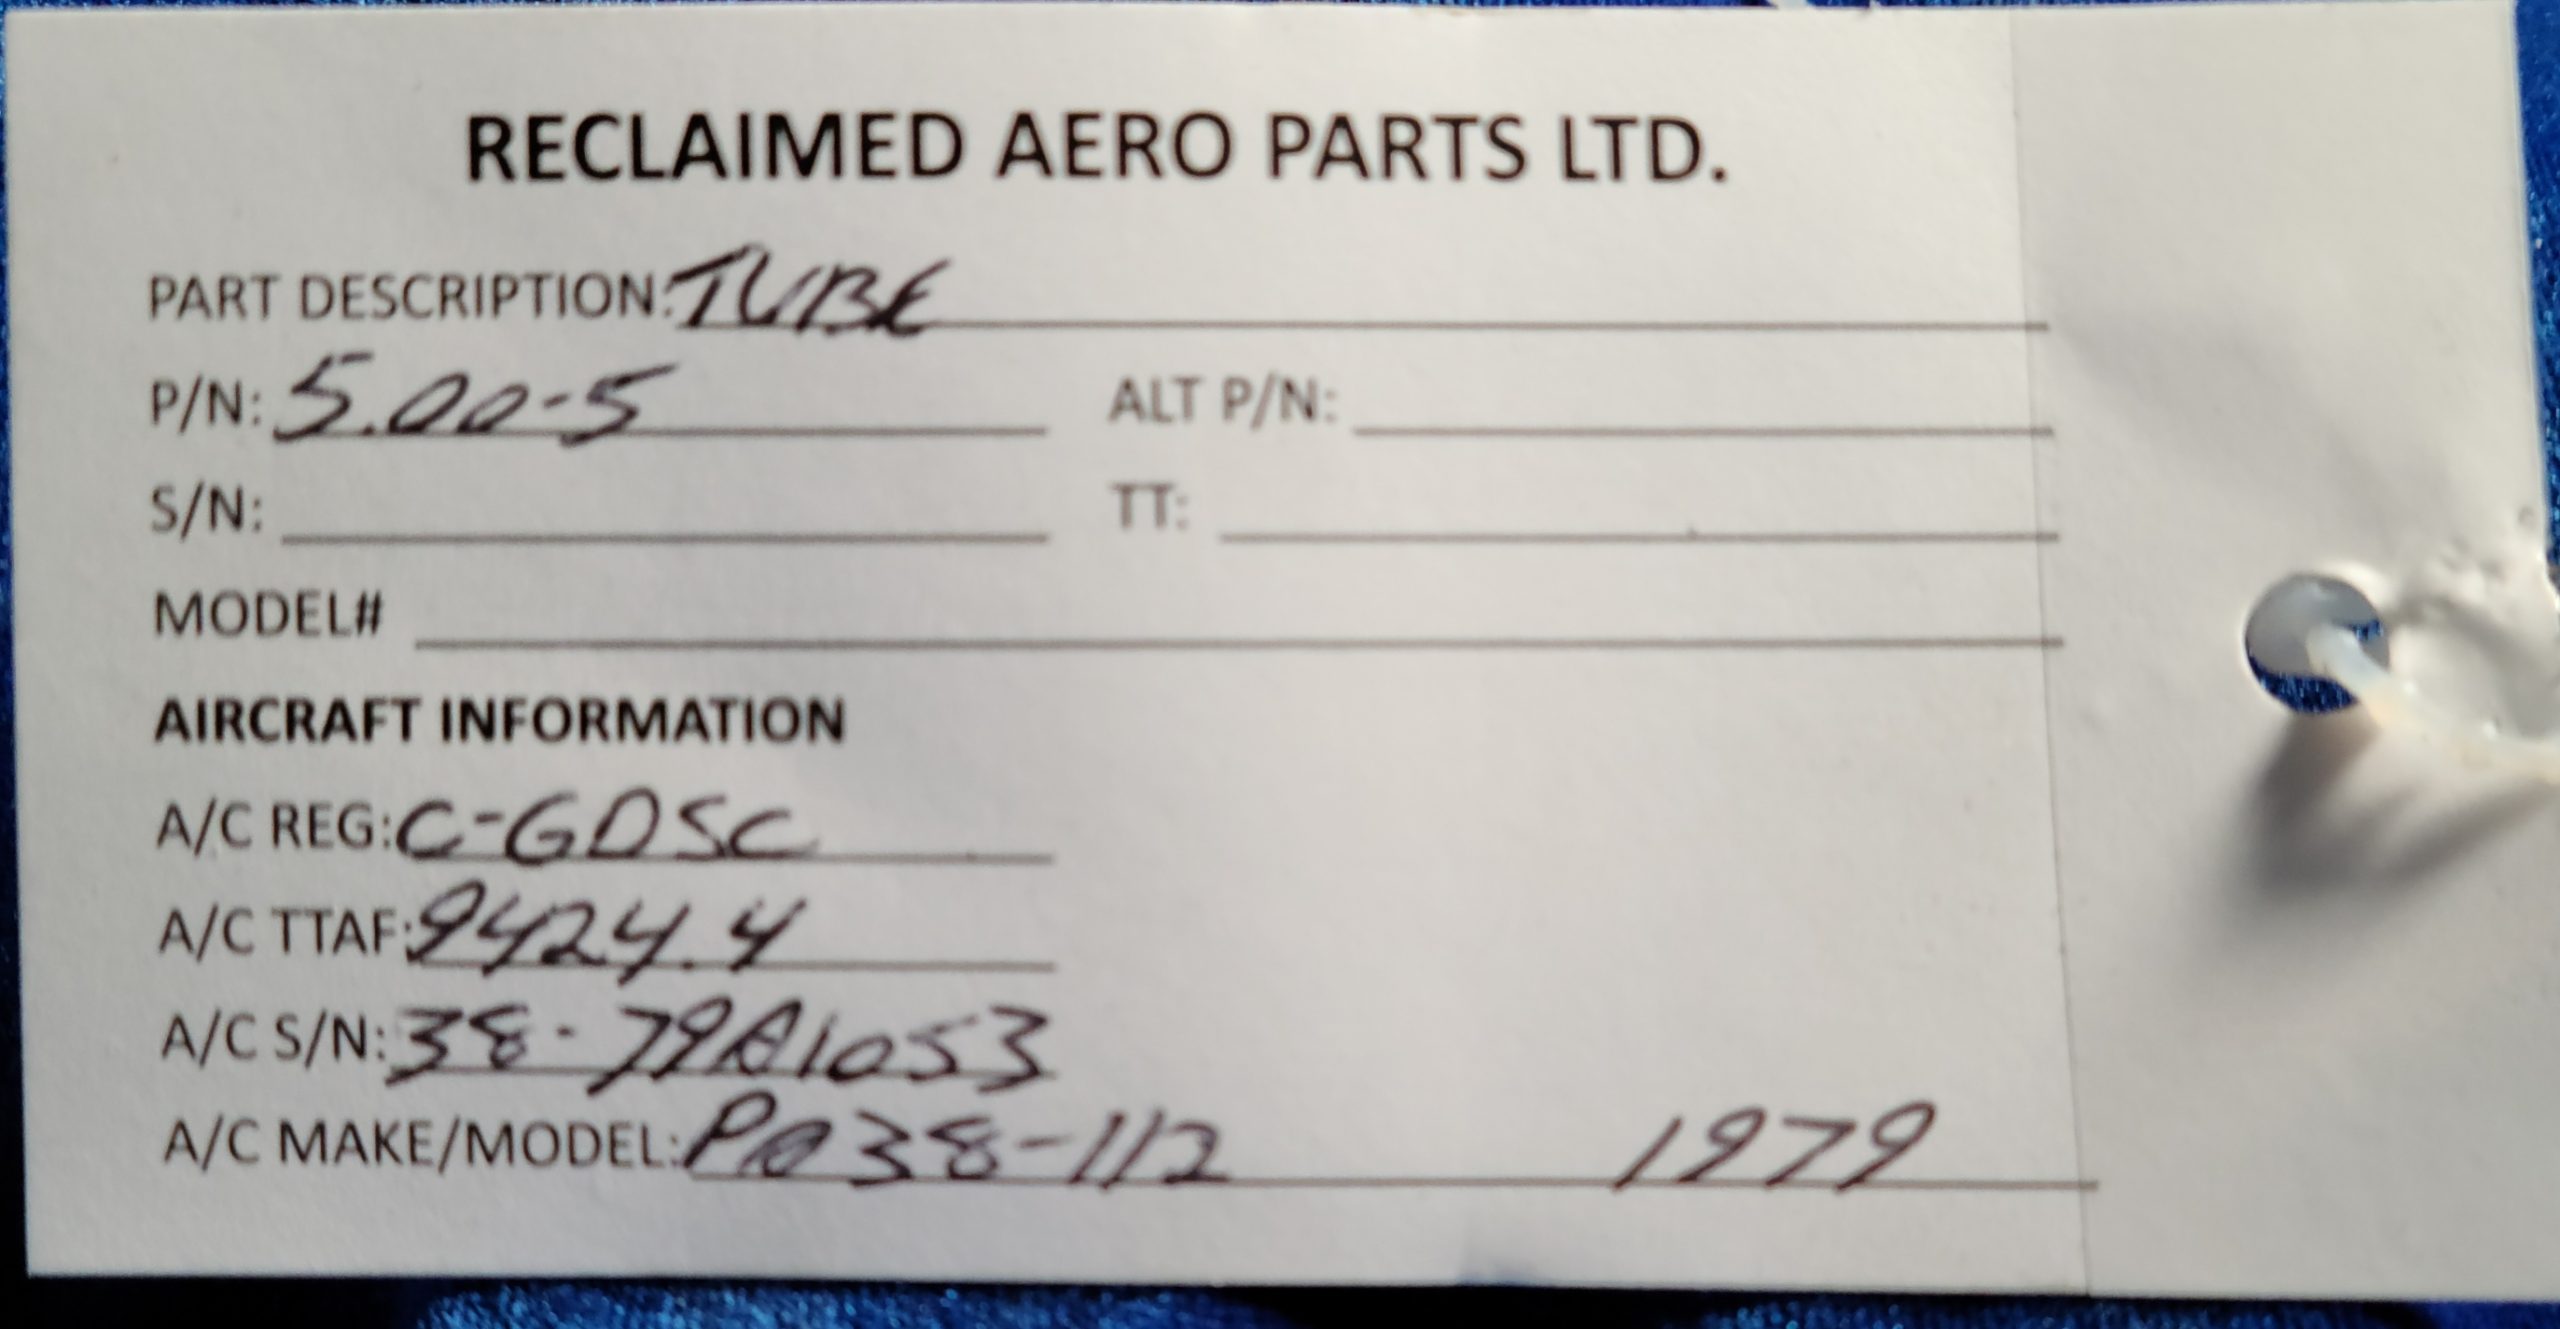 RECLAIMED AERO PARTS LTD.
PART DESCRIPTION: TUBE
P/N: 5.00-5 ALT P/N:
S/N: TT:
MODEL#
AIRCRAFT INFORMATION
A/C REG: C-GDSC
A/C TTAF: 9424.4
A/C S/N: 38-79A1053
A/C MAKE/MODEL: PA38-112 1979